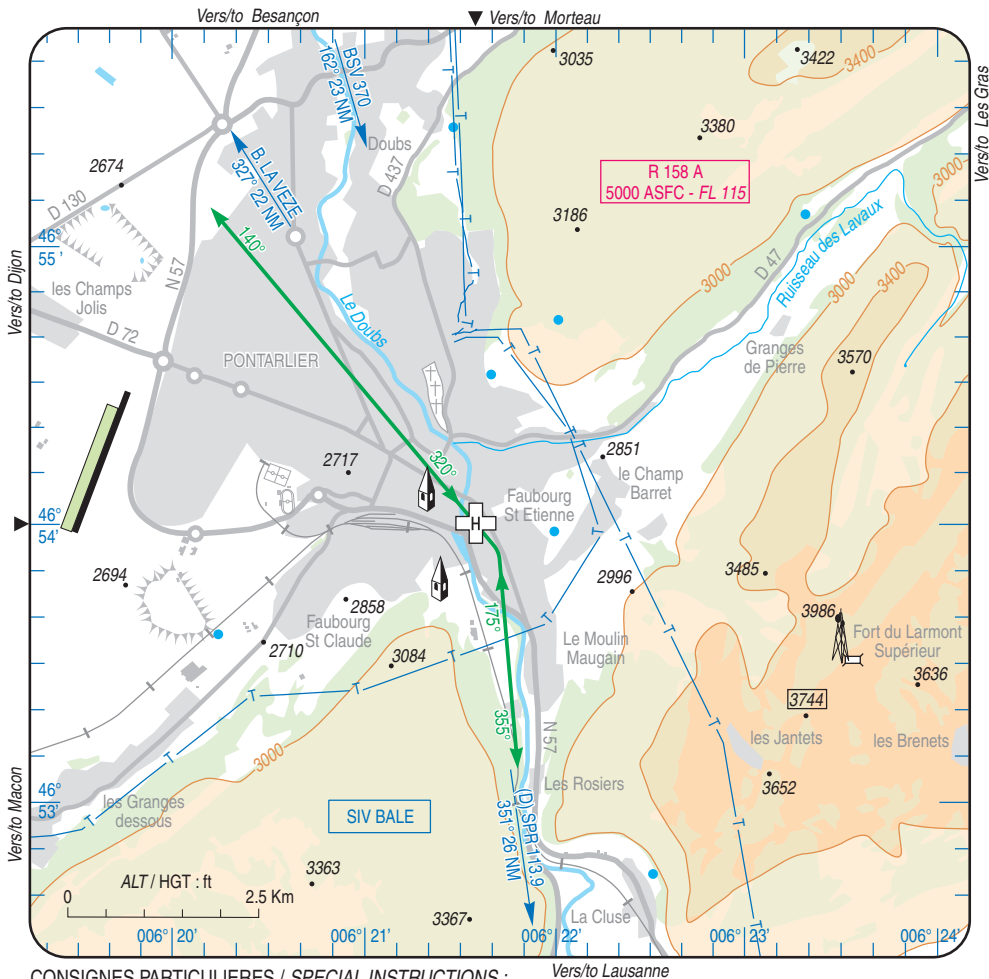 Vers/to Besançon
Vers/to Morteau
Vers/to Les Gras
3035
3422
3400
BSV 370
162° 23 NM
Doubs
D 437
3380
R 158 A
5000 ASFC - FL 115
B. LA VEZE
327° 22 NM
2674
D 130
3000
3186
140°
46°
55 '
N 57
Vers/to Dijon
les Champs
Jolis
D 72
Le Doubs
3000
D 47
Ruisseau des Lavaux
3000
3400
PONTARLIER
Granges
de Pierre
3570
320°
2717
2851
le Champ
Barret
Faubourg
St Etienne
H
46°
54'
2694
2858
Faubourg
St Claude
2710
3084
175°
2996
3485
3986
Fort du Larmont
Supérieur
Le Moulin
Maugain
3636
3744
355°
N 57
les Jantets
les Brenets
3000
3652
Les Rosiers
46°
53'
Vers/to Macon
les Granges
dessous
SIV BALE
(D) SPR 113.9
351° 26 NM
3363
ALT / HGT : ft
0
2.5 Km
3367
La Cluse
006° 20'
006° 21'
006° 22'
006° 23'
006° 24'
Vers/to Lausanne
CONSIGNES PARTICULIERES / SPECIAL INSTRUCTIONS :